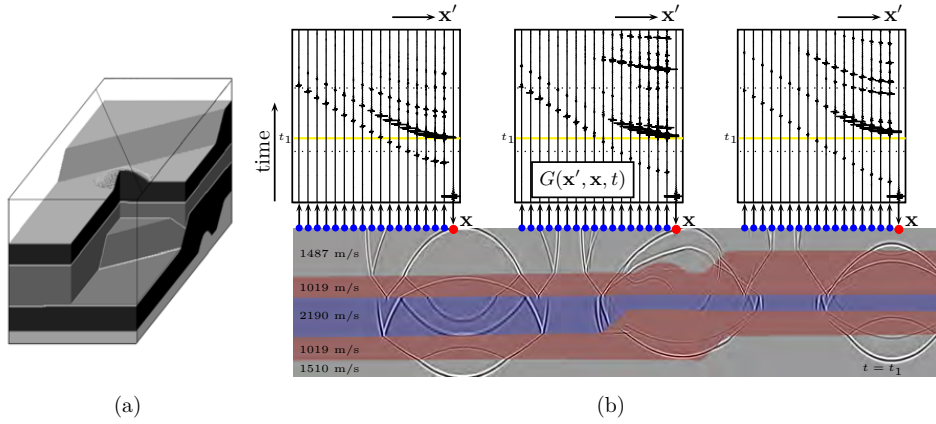 x′ x′ x′
time
t₁ t₁ t₁
G(x′, x, t)
x x x
1487 m/s
1019 m/s
2190 m/s
1019 m/s
1510 m/s
t = t₁
(a) (b)